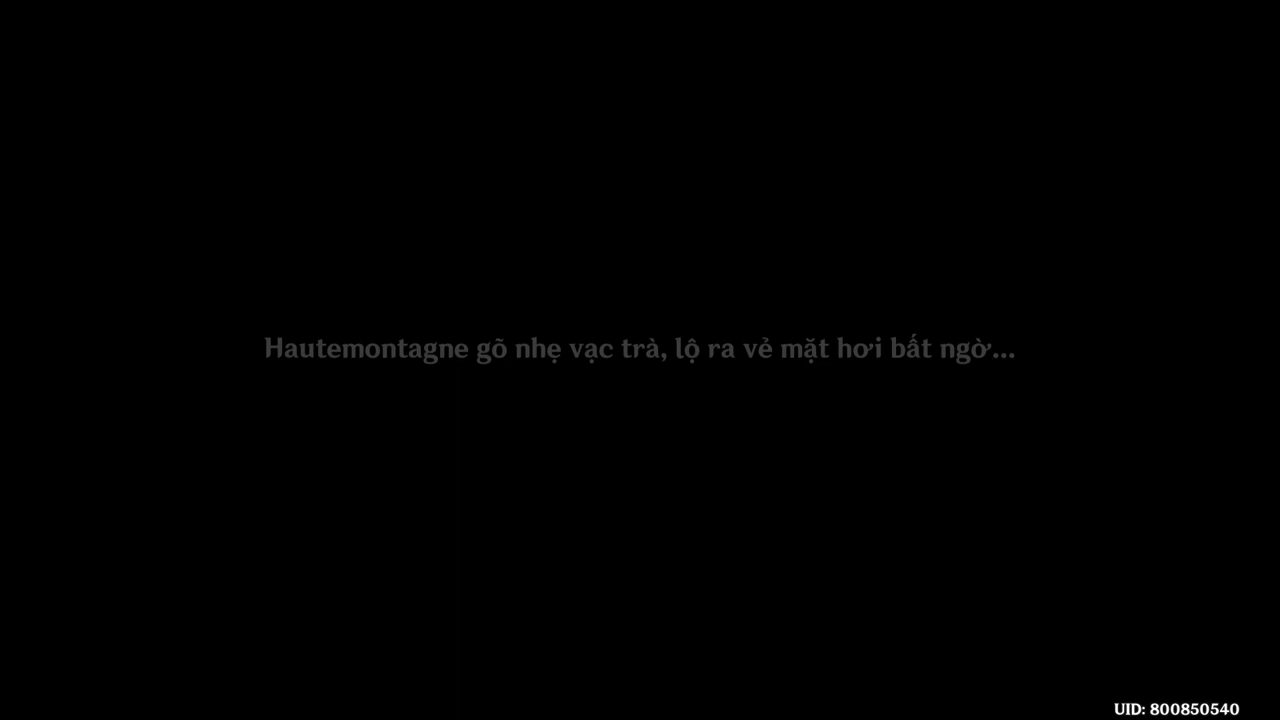 Hautemontagne gõ nhẹ vạc trà, lộ ra vẻ mặt hơi bất ngờ...
UID: 800850540